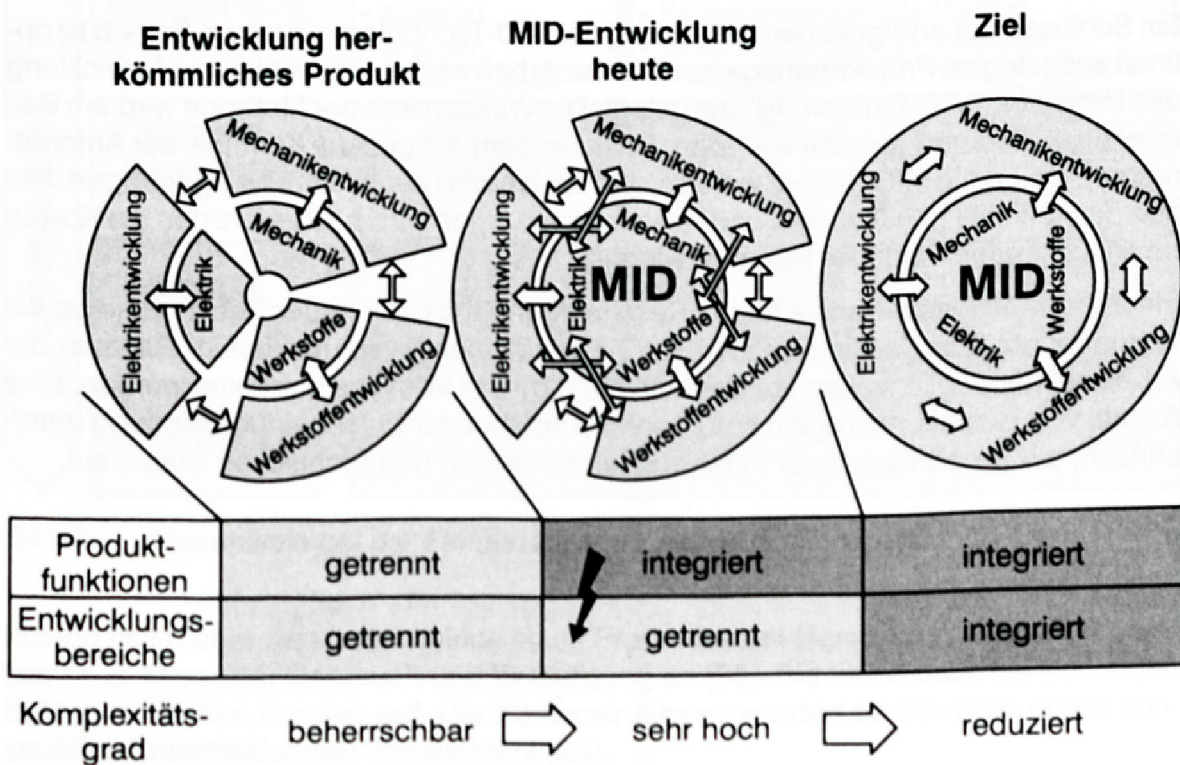 Entwicklung her-
kömmliches Produkt
MID-Entwicklung
heute
Ziel
Mechanikentwicklung
Elektrikentwicklung
Mechanik
Elektrik
Werkstoffe
Werkstoffentwicklung
Mechanikentwicklung
Elektrikentwicklung
Mechanik
Elektrik
MID
Werkstoffe
Werkstoffentwicklung
Mechanikentwicklung
Elektrikentwicklung
Mechanik
MID
Werkstoffe
Elektrik
Werkstoffentwicklung
Produkt-
funktionen
getrennt
integriert
integriert
Entwicklungs-
bereiche
getrennt
getrennt
integriert
Komplexitäts-
grad
beherrschbar
sehr hoch
reduziert